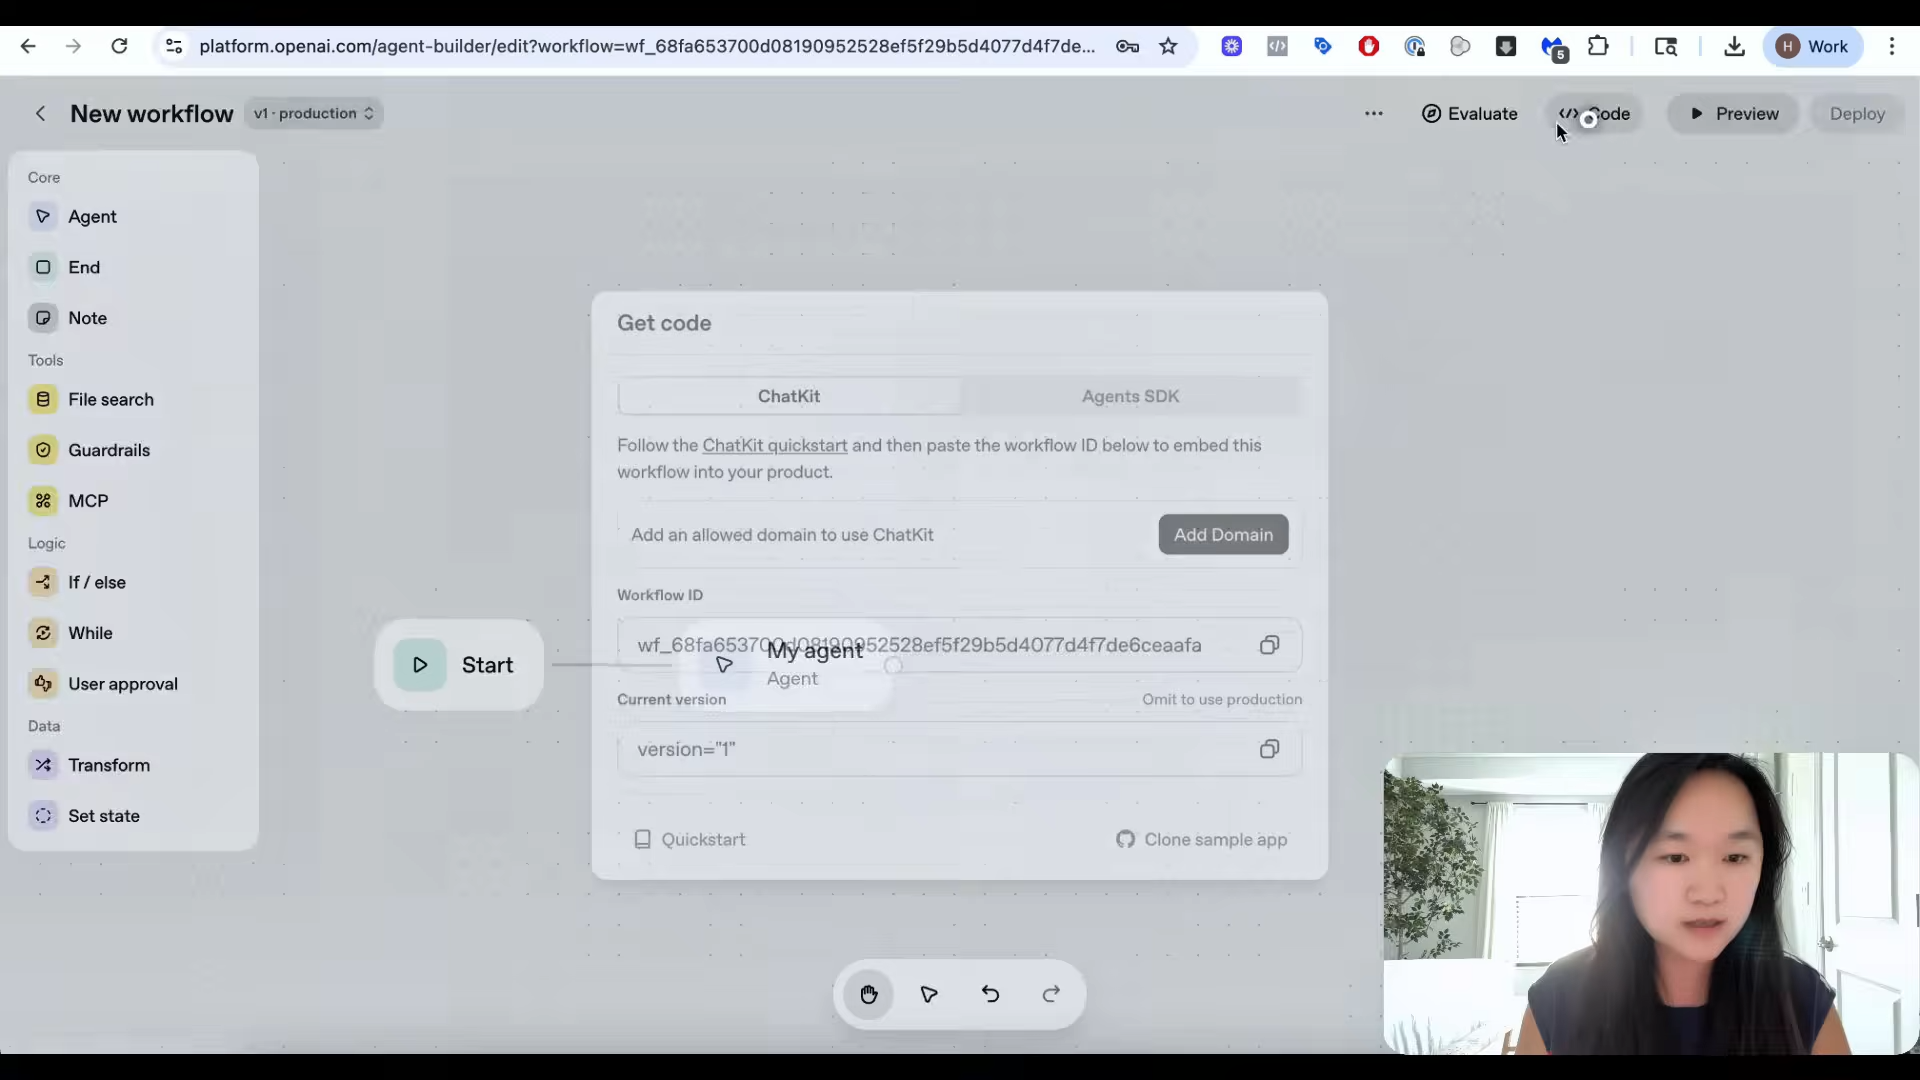 platform.openai.com/agent-builder/edit?workflow=wf_68fa653700d08190952528ef5f29b5d4077d4f7de...
5
H Work
New workflow
v1 · production
Evaluate
Code
Preview
Deploy
Core
Agent
End
Note
Tools
File search
Guardrails
MCP
Logic
If / else
While
User approval
Data
Transform
Set state
Start
My agent
Agent
Get code
ChatKit
Agents SDK
Follow the ChatKit quickstart and then paste the workflow ID below to embed this
workflow into your product.
Add an allowed domain to use ChatKit
Add Domain
Workflow ID
wf_68fa653700d08190952528ef5f29b5d4077d4f7de6ceaafa
Current version
Omit to use production
version="1"
Quickstart
Clone sample app